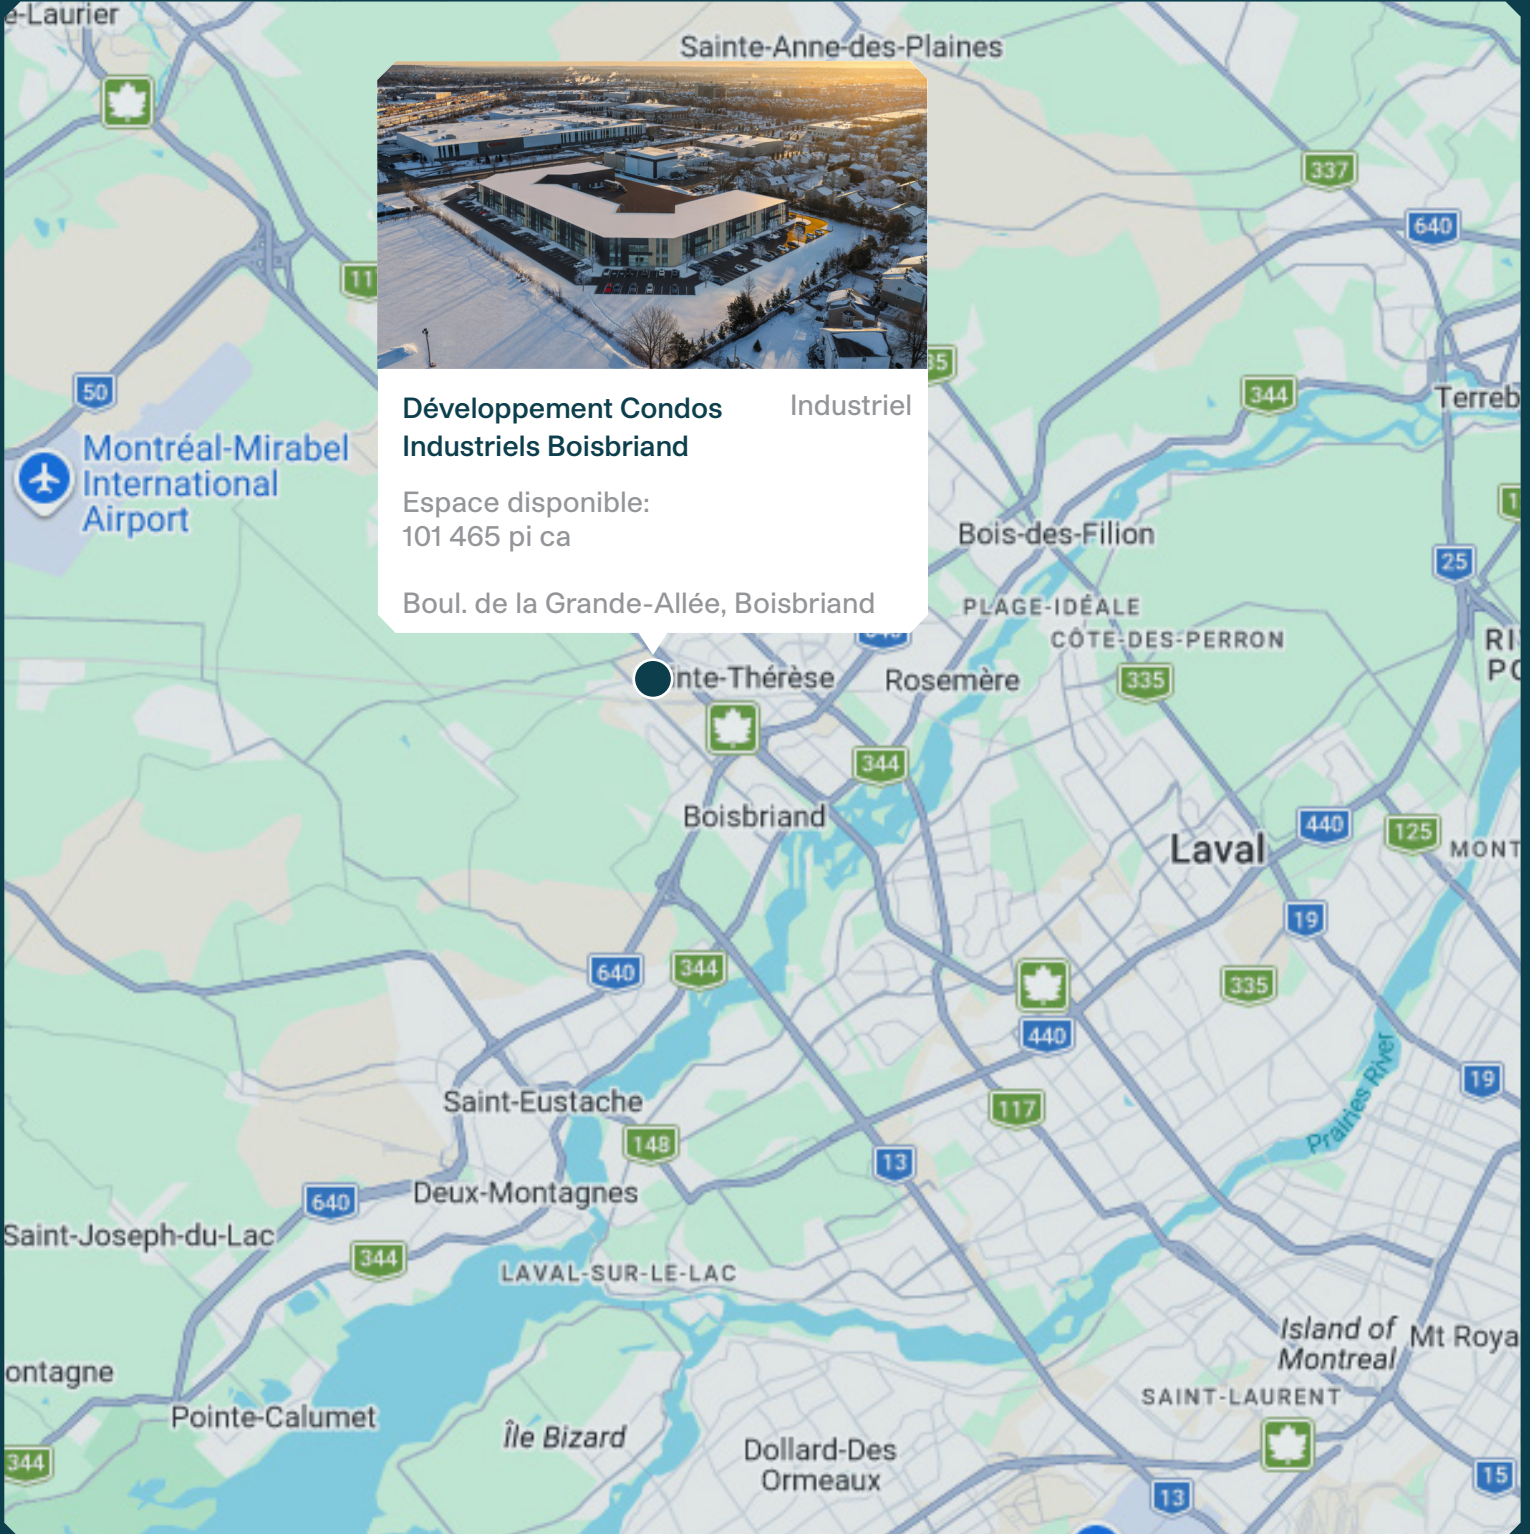 Sainte-Anne-des-Plaines
337
640
11
50
344
Montréal-Mirabel
International
Airport
Développement Condos
Industriels Boisbriand
Industriel
Espace disponible:
101 465 pi ca
Boul. de la Grande-Allée, Boisbriand
Bois-des-Filion
25
PLAGE-IDÉALE
CÔTE-DES-PERRON
inte-Thérèse
Rosemère
335
344
Boisbriand
Laval
440
125
MONT
19
640
344
335
440
Prairies River
19
Saint-Eustache
117
148
13
640
Deux-Montagnes
Saint-Joseph-du-Lac
344
LAVAL-SUR-LE-LAC
Island of
Montreal
Mt Roya
ontagne
SAINT-LAURENT
Pointe-Calumet
Île Bizard
Dollard-Des
Ormeaux
344
13
15